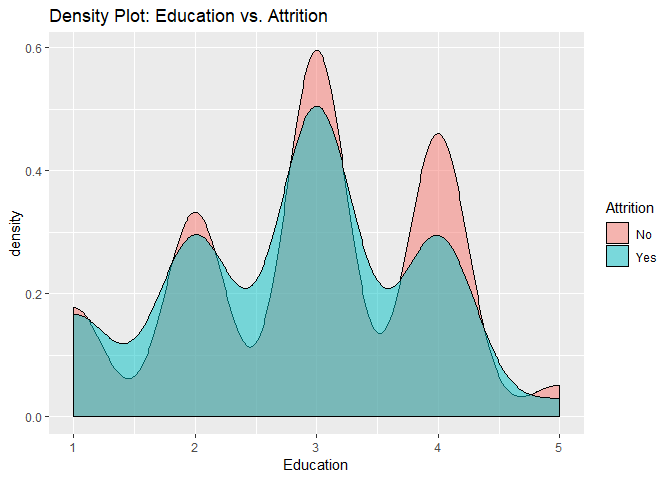 Density Plot: Education vs. Attrition
0.6
0.4
0.2
0.0
density
1 2 3 4 5
Education
Attrition
No
Yes